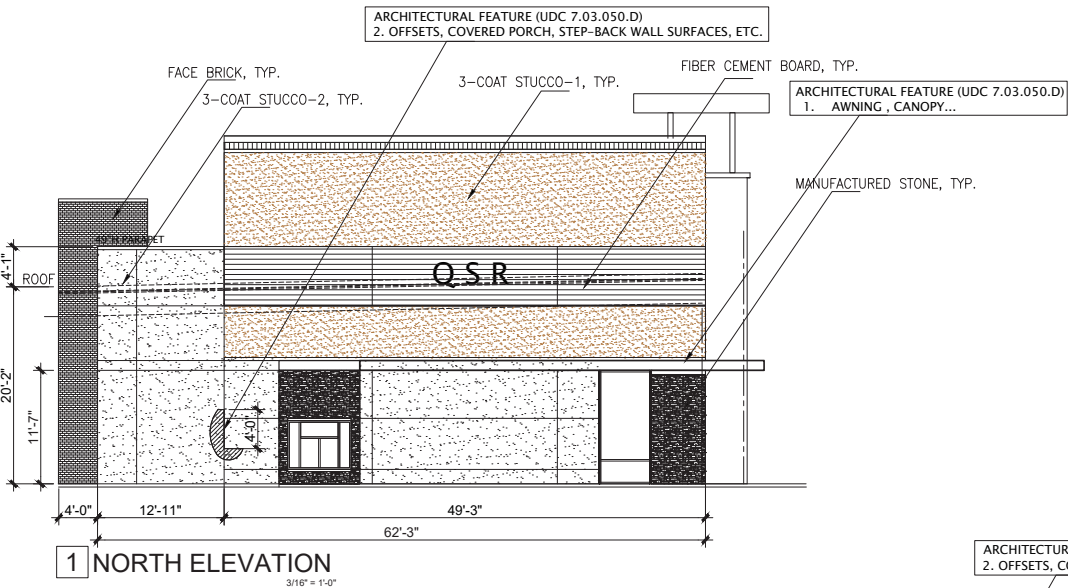 ARCHITECTURAL FEATURE (UDC 7.03.050.D)
2. OFFSETS, COVERED PORCH, STEP-BACK WALL SURFACES, ETC.
FACE BRICK, TYP.
3-COAT STUCCO-2, TYP.
3-COAT STUCCO-1, TYP.
FIBER CEMENT BOARD, TYP.
ARCHITECTURAL FEATURE (UDC 7.03.050.D)
1. AWNING , CANOPY...
MANUFACTURED STONE, TYP.
PARAPET
4'-1"
ROOF
QSR
20'-2"
11'-7"
4'-0"
4'-0"
12'-11"
49'-3"
62'-3"
1 NORTH ELEVATION
3/16" = 1'-0"
ARCHITECTUR
2. OFFSETS, CO